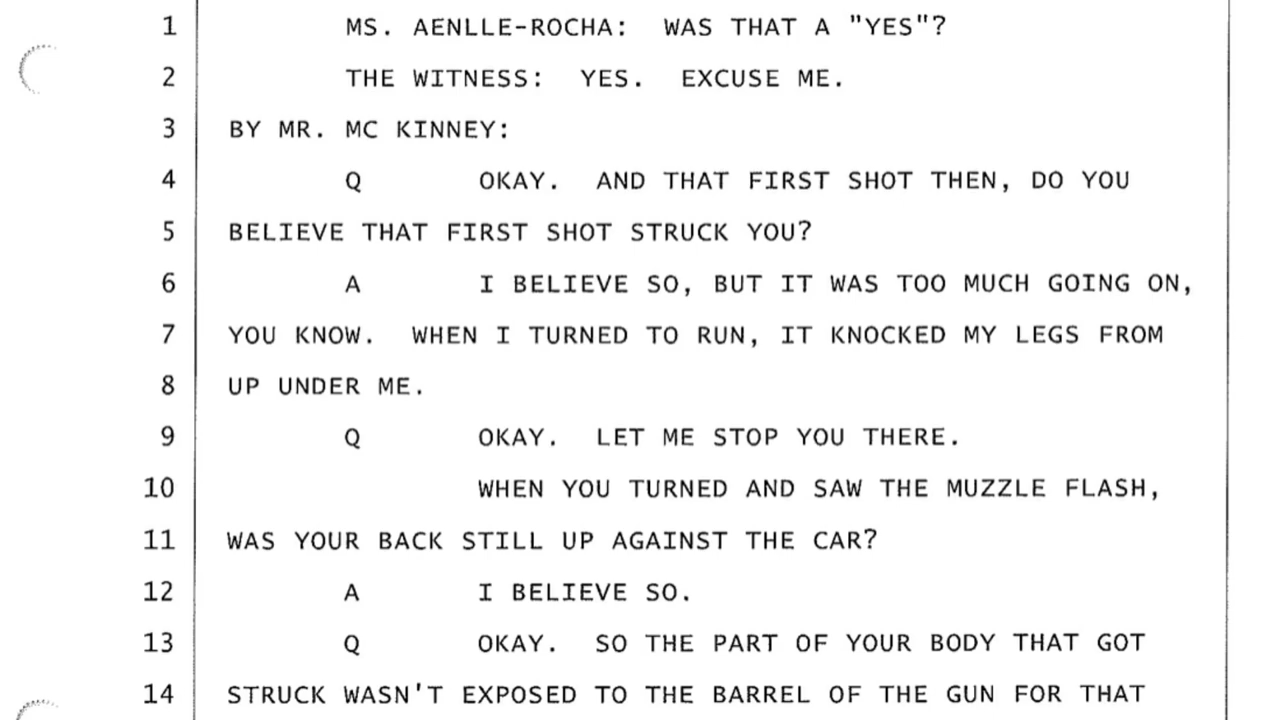 1 MS. AENLLE-ROCHA: WAS THAT A "YES"?
2 THE WITNESS: YES. EXCUSE ME.
3 BY MR. MC KINNEY:
4 Q OKAY. AND THAT FIRST SHOT THEN, DO YOU
5 BELIEVE THAT FIRST SHOT STRUCK YOU?
6 A I BELIEVE SO, BUT IT WAS TOO MUCH GOING ON,
7 YOU KNOW. WHEN I TURNED TO RUN, IT KNOCKED MY LEGS FROM
8 UP UNDER ME.
9 Q OKAY. LET ME STOP YOU THERE.
10 WHEN YOU TURNED AND SAW THE MUZZLE FLASH,
11 WAS YOUR BACK STILL UP AGAINST THE CAR?
12 A I BELIEVE SO.
13 Q OKAY. SO THE PART OF YOUR BODY THAT GOT
14 STRUCK WASN'T EXPOSED TO THE BARREL OF THE GUN FOR THAT